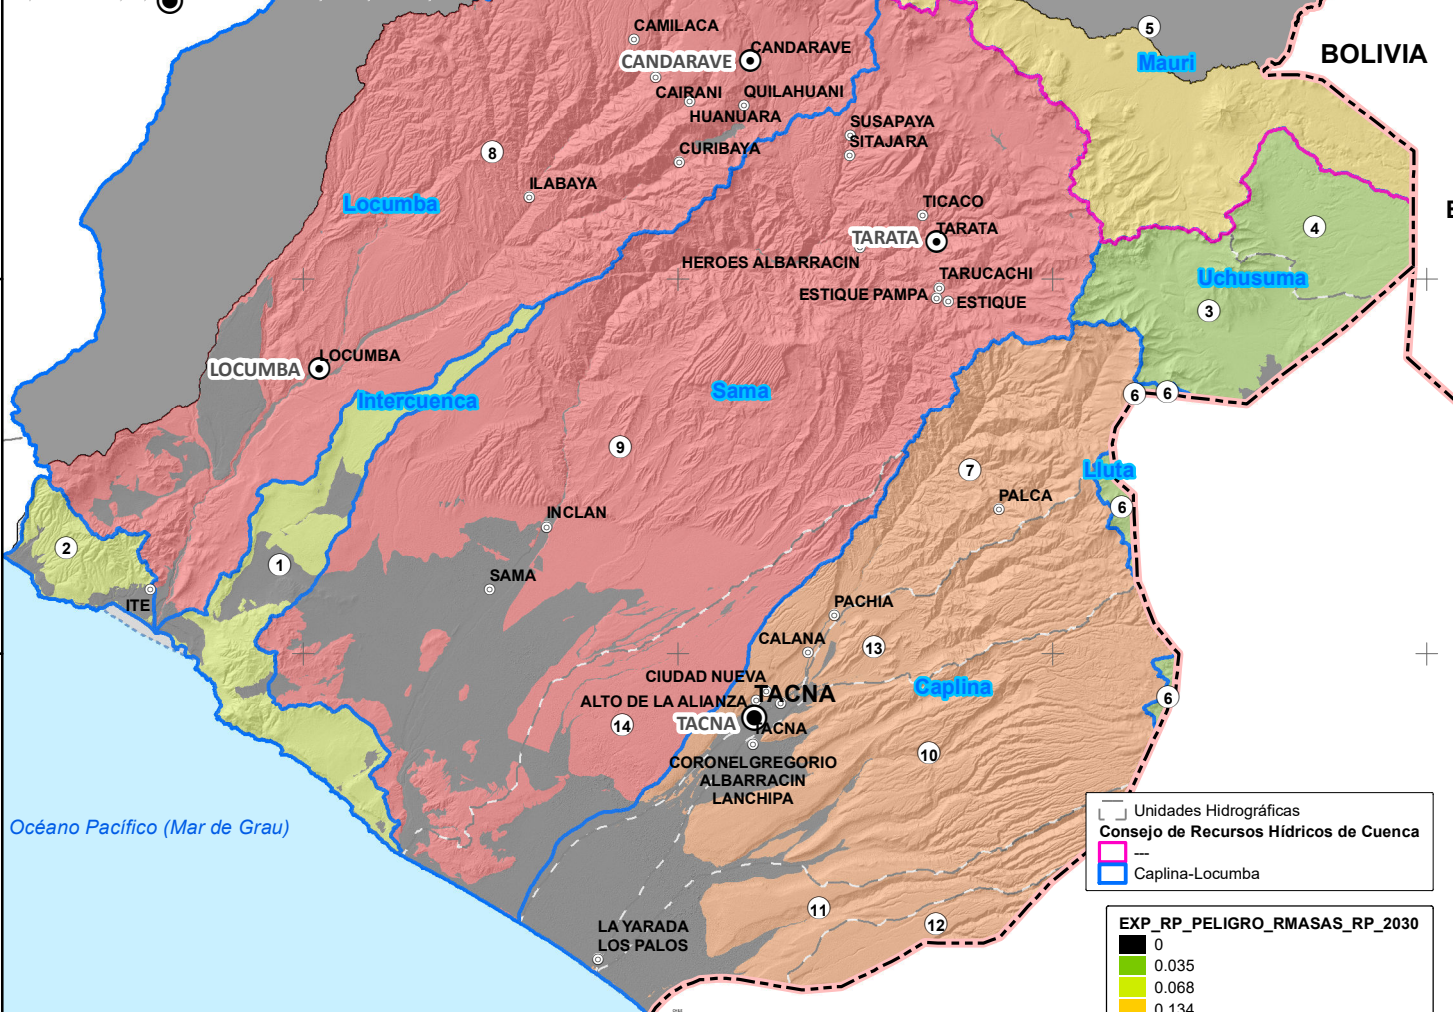 CAMILACA
5
BOLIVIA
CANDARAVE
CANDARAVE
Mauri
CAIRANI
QUILAHUANI
HUANUARA
SUSAPAYA
SITAJARA
8
CURIBAYA
ILABAYA
Locumba
TICACO
TARATA
TARATA
4
HEROES ALBARRACIN
TARUCACHI
Uchusuma
ESTIQUE PAMPA
ESTIQUE
3
LOCUMBA
LOCUMBA
Intercuenca
Sama
6
6
9
7
Lluta
PALCA
6
INCLAN
2
1
SAMA
ITE
PACHIA
CALANA
13
CIUDAD NUEVA
Caplina
TACNA
ALTO DE LA ALIANZA
6
14
TACNA
TACNA
10
CORONEL GREGORIO
ALBARRACIN
LANCHIPA
Océano Pacífico (Mar de Grau)
11
12
LA YARADA
LOS PALOS
Unidades Hidrográficas
Consejo de Recursos Hídricos de Cuenca
---
Caplina-Locumba
EXP_RP_PELIGRO_RMASAS_RP_2030
0
0.035
0.068
0.134